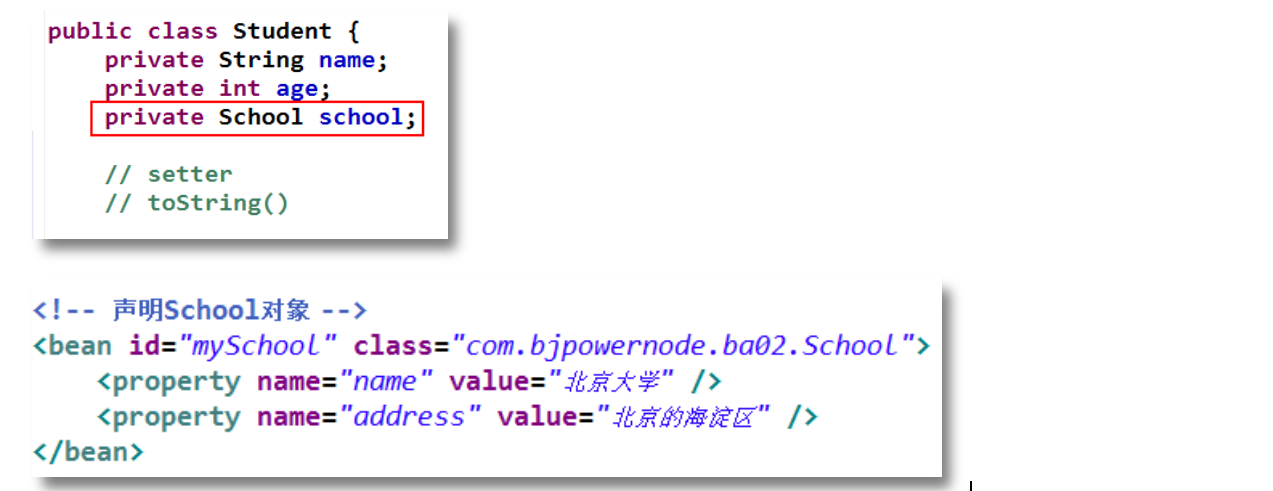 public class Student {
private String name;
private int age;
private School school;
// setter
// toString()
<!-- 声明School对象 -->
<bean id="mySchool" class="com.bjpowernode.ba02.School">
<property name="name" value="北京大学" />
<property name="address" value="北京的海淀区" />
</bean>